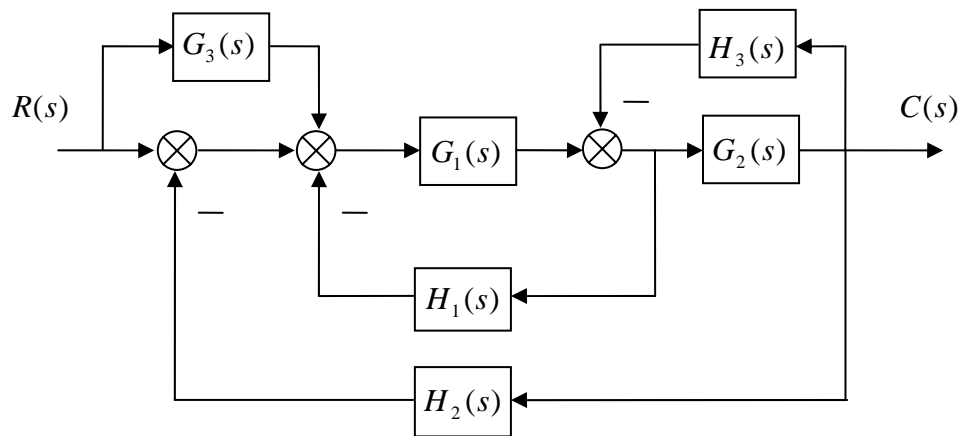 G₃(s)
H₃(s)
R(s)
C(s)
G₁(s)
G₂(s)
H₁(s)
H₂(s)